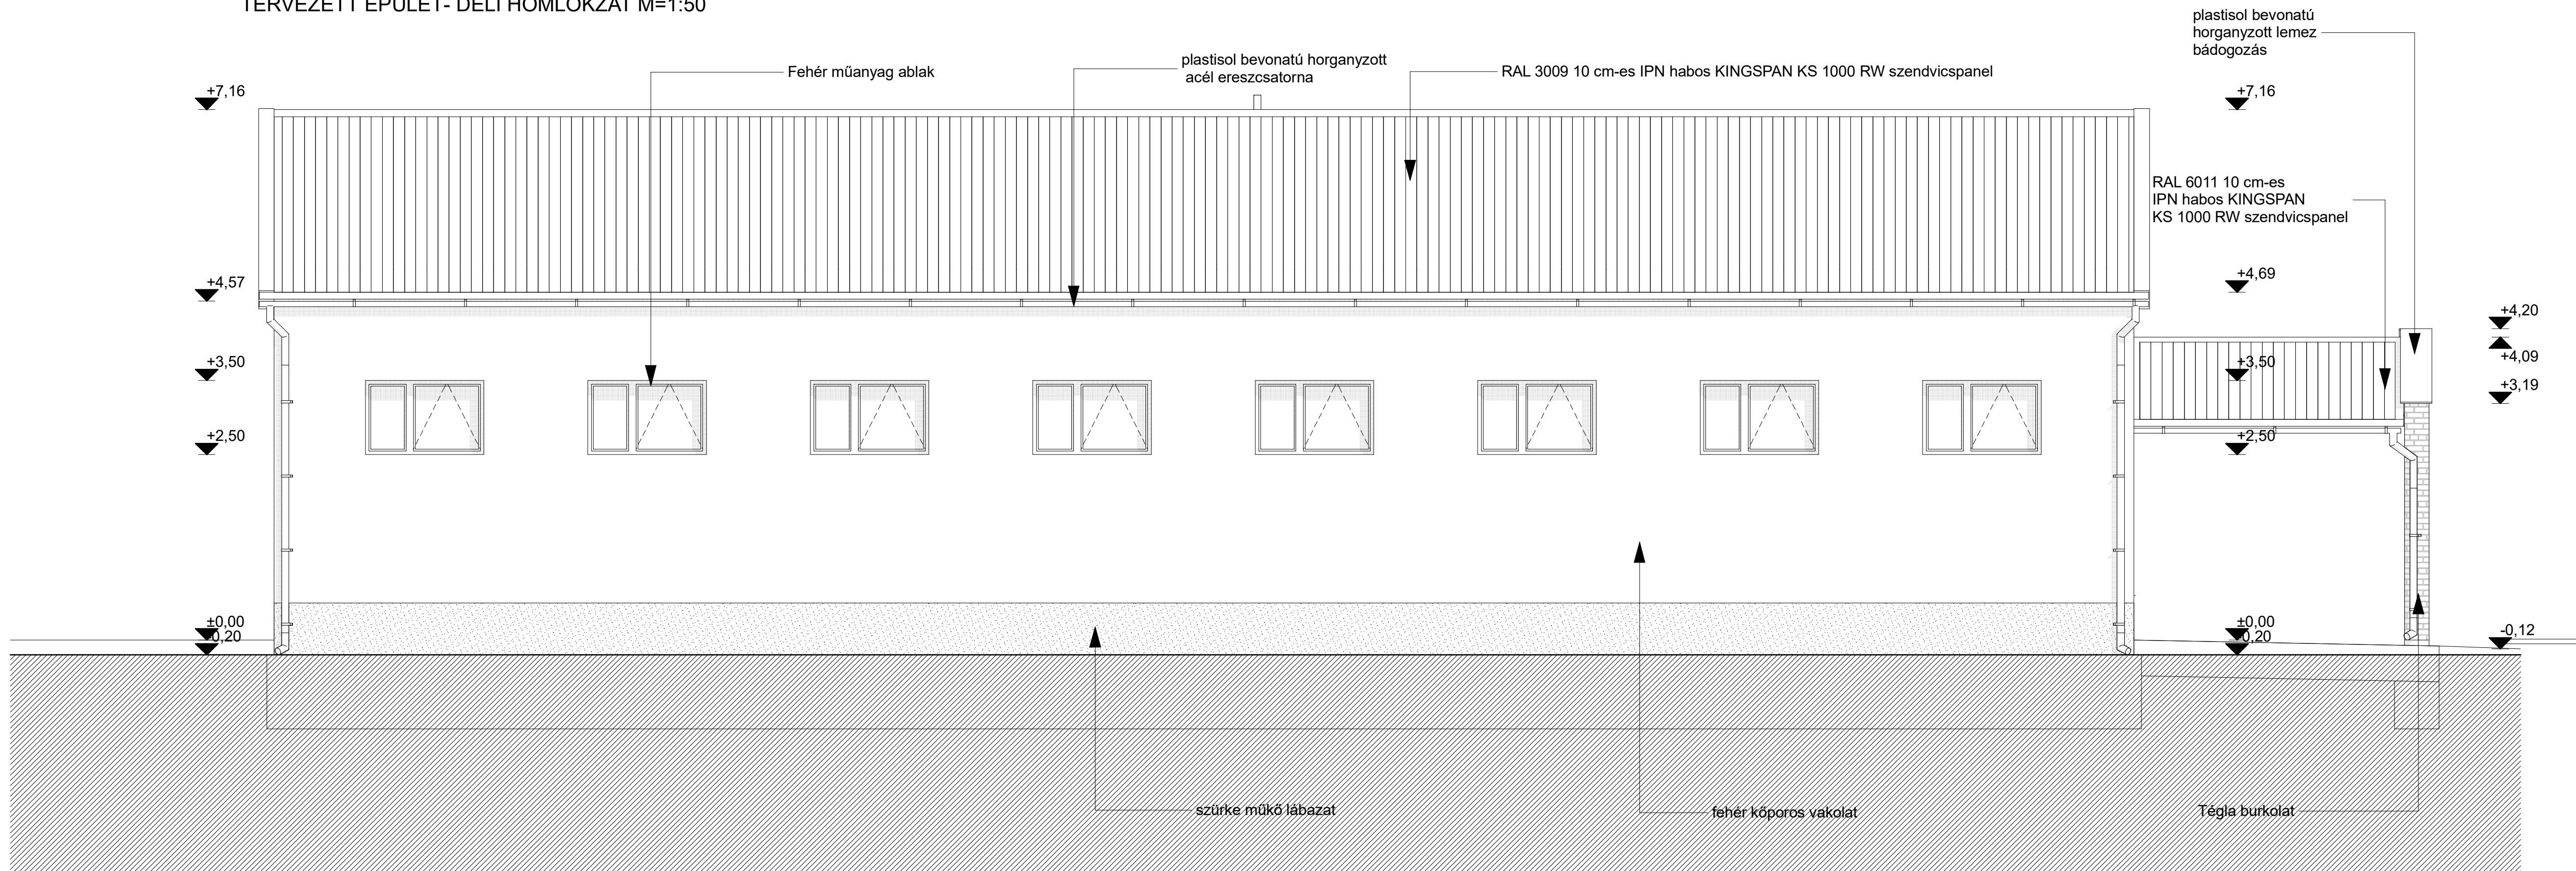 TERVEZETT ÉPÜLET- DÉLI HOMLOKZAT M=1:50
plastisol bevonatú
horganyzott lemez
bádogozás
Fehér műanyag ablak
plastisol bevonatú horganyzott
acél ereszcsatorna
RAL 3009 10 cm-es IPN habos KINGSPAN KS 1000 RW szendvicspanel
+7,16
+7,16
RAL 6011 10 cm-es
IPN habos KINGSPAN
KS 1000 RW szendvicspanel
+4,57
+4,69
+4,20
+3,50
+3,50
+4,09
+3,19
+2,50
+2,50
±0,00
-0,20
±0,00
-0,20
-0,12
szürke műkő lábazat
fehér kőporos vakolat
Tégla burkolat